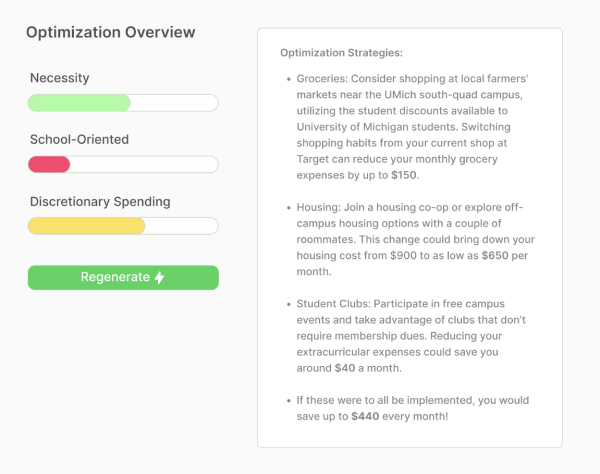 Optimization Overview
Necessity
School-Oriented
Discretionary Spending
Regenerate
Optimization Strategies:
• Groceries: Consider shopping at local farmers'
markets near the UMich south-quad campus,
utilizing the student discounts available to
University of Michigan students. Switching
shopping habits from your current shop at
Target can reduce your monthly grocery
expenses by up to $150.
• Housing: Join a housing co-op or explore off-
campus housing options with a couple of
roommates. This change could bring down your
housing cost from $900 to as low as $650 per
month.
• Student Clubs: Participate in free campus
events and take advantage of clubs that don't
require membership dues. Reducing your
extracurricular expenses could save you
around $40 a month.
• If these were to all be implemented, you would
save up to $440 every month!